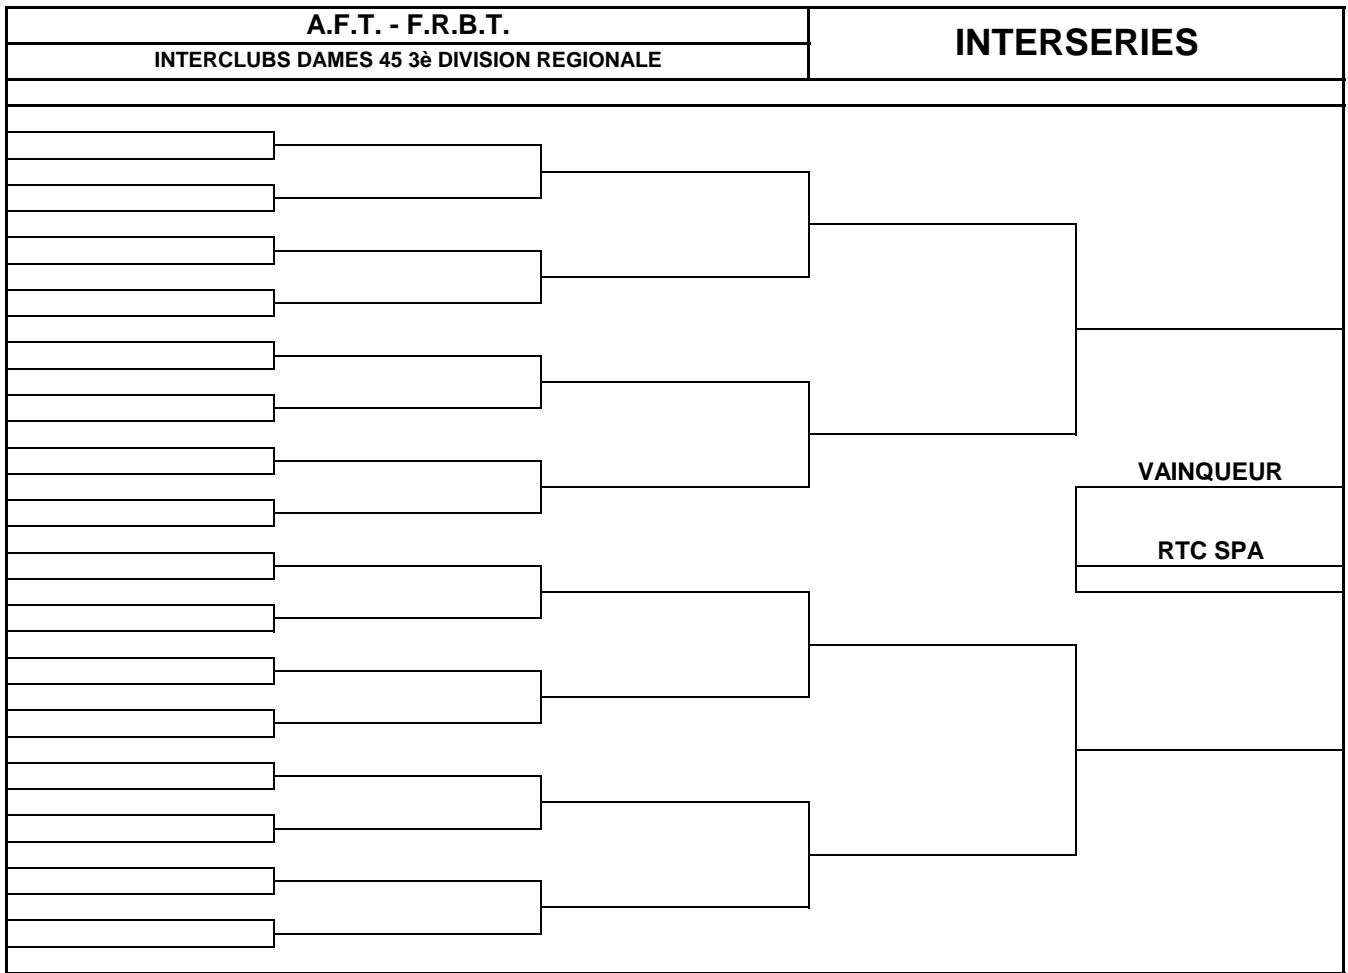 A.F.T. - F.R.B.T.
INTERCLUBS DAMES 45 3è DIVISION REGIONALE
INTERSERIES
VAINQUEUR
RTC SPA